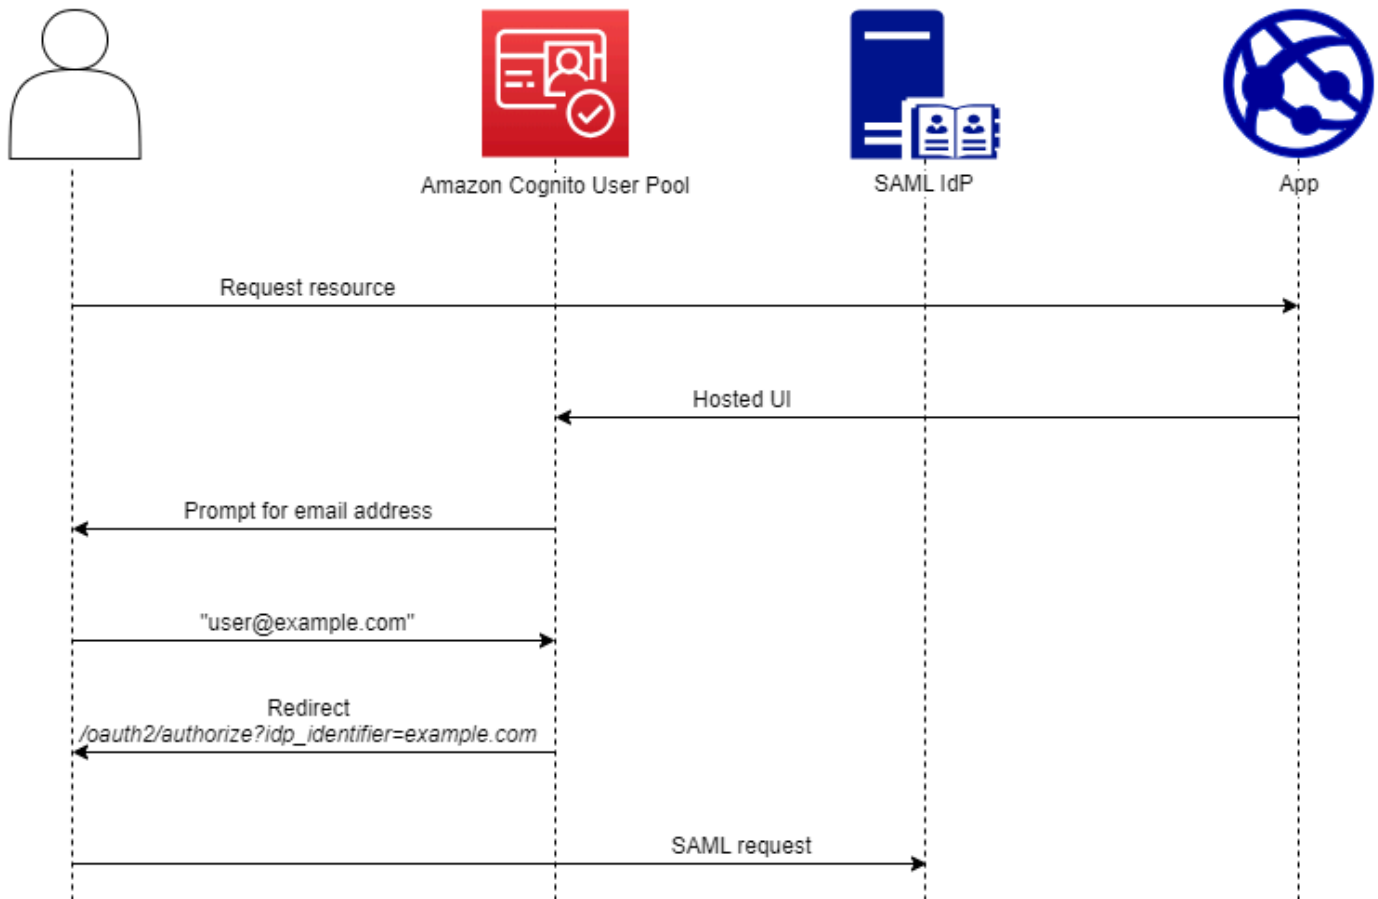 Amazon Cognito User Pool
SAML IdP
App
Request resource
Hosted UI
Prompt for email address
"user@example.com"
Redirect
/oauth2/authorize?idp_identifier=example.com
SAML request